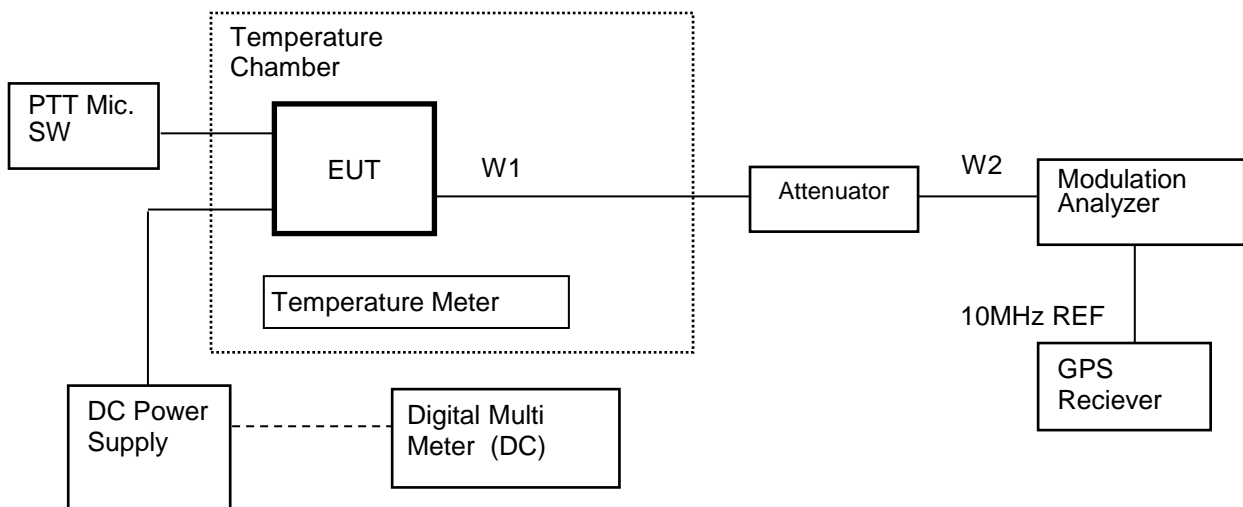 Temperature
Chamber
PTT Mic.
SW
EUT
W1
Attenuator
W2
Modulation
Analyzer
Temperature Meter
10MHz REF
GPS
Reciever
DC Power
Supply
Digital Multi
Meter (DC)